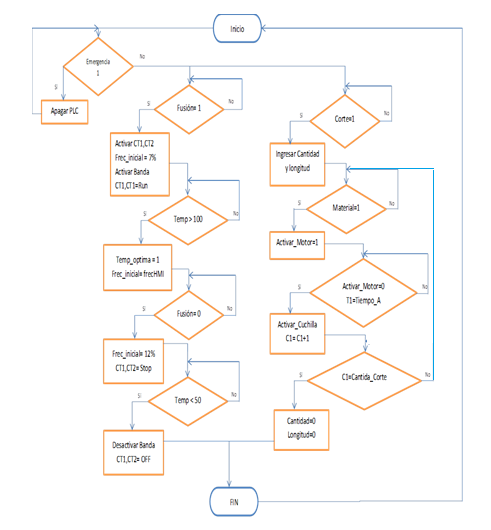 Inicio
Emergencia
1
No
Si
Apagar PLC
Fusión= 1
Si
No
Activar CT1,CT2
Frec_inicial = 7%
Activar Banda
CT1,CT1=Run
Temp > 100
Si
No
Temp_optima = 1
Frec_inicial= frecHMI
Fusión= 0
Si
No
Frec_inicial= 12%
CT1,CT2= Stop
Temp < 50
Si
No
Desactivar Banda
CT1,CT2= OFF
Corte=1
Si
No
Ingresar Cantidad
y longitud
Material=1
Si
No
Activar_Motor=1
Activar_Motor=0
T1=Tiempo_A
Si
No
Activar_Cuchilla
C1= C1+1
C1=Cantida_Corte
Si
No
Cantidad=0
Longitud=0
FIN